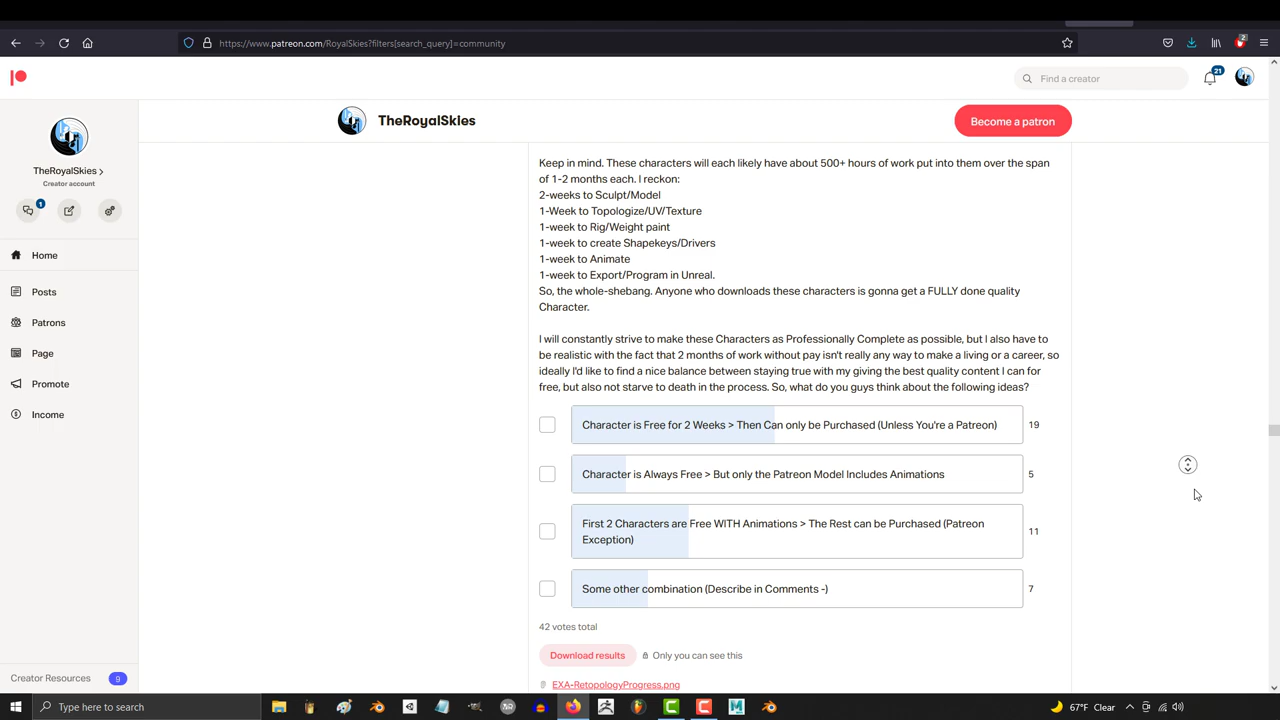 https://www.patreon.com/RoyalSkies?filters[search_query]=community
2
Find a creator
21
TheRoyalSkies
Become a patron
TheRoyalSkies
Creator account
1
Home
Posts
Patrons
Page
Promote
Income
Creator Resources
9
Keep in mind. These characters will each likely have about 500+ hours of work put into them over the span
of 1-2 months each. I reckon:
2-weeks to Sculpt/Model
1-Week to Topologize/UV/Texture
1-week to Rig/Weight paint
1-week to create Shapekeys/Drivers
1-week to Animate
1-week to Export/Program in Unreal.
So, the whole-shebang. Anyone who downloads these characters is gonna get a FULLY done quality
Character.
I will constantly strive to make these Characters as Professionally Complete as possible, but I also have to
be realistic with the fact that 2 months of work without pay isn't really any way to make a living or a career, so
ideally I'd like to find a nice balance between staying true with my giving the best quality content I can for
free, but also not starve to death in the process. So, what do you guys think about the following ideas?
Character is Free for 2 Weeks > Then Can only be Purchased (Unless You're a Patreon)
19
Character is Always Free > But only the Patreon Model Includes Animations
5
First 2 Characters are Free WITH Animations > The Rest can be Purchased (Patreon
Exception)
11
Some other combination (Describe in Comments -)
7
42 votes total
Download results
Only you can see this
EXA-RetopologyProgress.png
Type here to search
67°F Clear